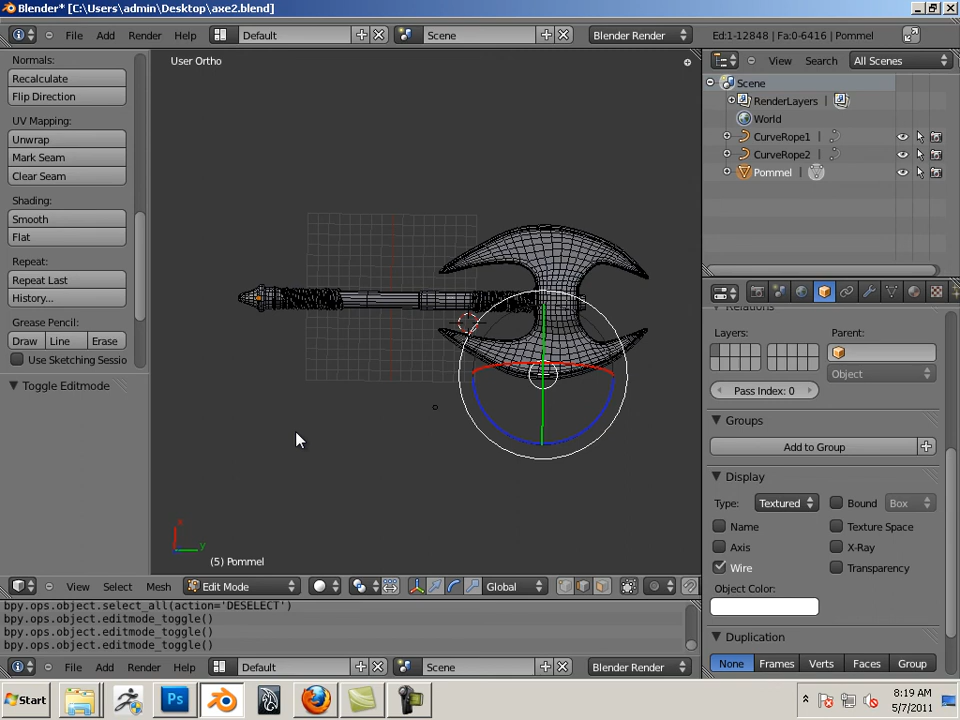 Blender* [C:\Users\admin\Desktop\axe2.blend]
File Add Render Help Default Scene Blender Render Ed:1-12848 | Fa:0-6416 | Pommel
Normals:
Recalculate
Flip Direction
UV Mapping:
Unwrap
Mark Seam
Clear Seam
Shading:
Smooth
Flat
Repeat:
Repeat Last
History...
Grease Pencil:
Draw Line Erase
Use Sketching Sessio
Toggle Editmode
User Ortho
x
y
(5) Pommel
View Select Mesh Edit Mode Global
bpy.ops.object.select_all(action='DESELECT')
bpy.ops.object.editmode_toggle()
bpy.ops.object.editmode_toggle()
bpy.ops.object.editmode_toggle()
File Add Render Help Default Scene Blender Render
View Search All Scenes
Scene
RenderLayers |
World
CurveRope1 |
CurveRope2 |
Pommel |
Relations
Layers: Parent:
Object
Pass Index: 0
Groups
Add to Group
Display
Type: Textured Bound Box
Name Texture Space
Axis X-Ray
Wire Transparency
Object Color:
Duplication
None Frames Verts Faces Group
Start Ps 8:19 AM
5/7/2011